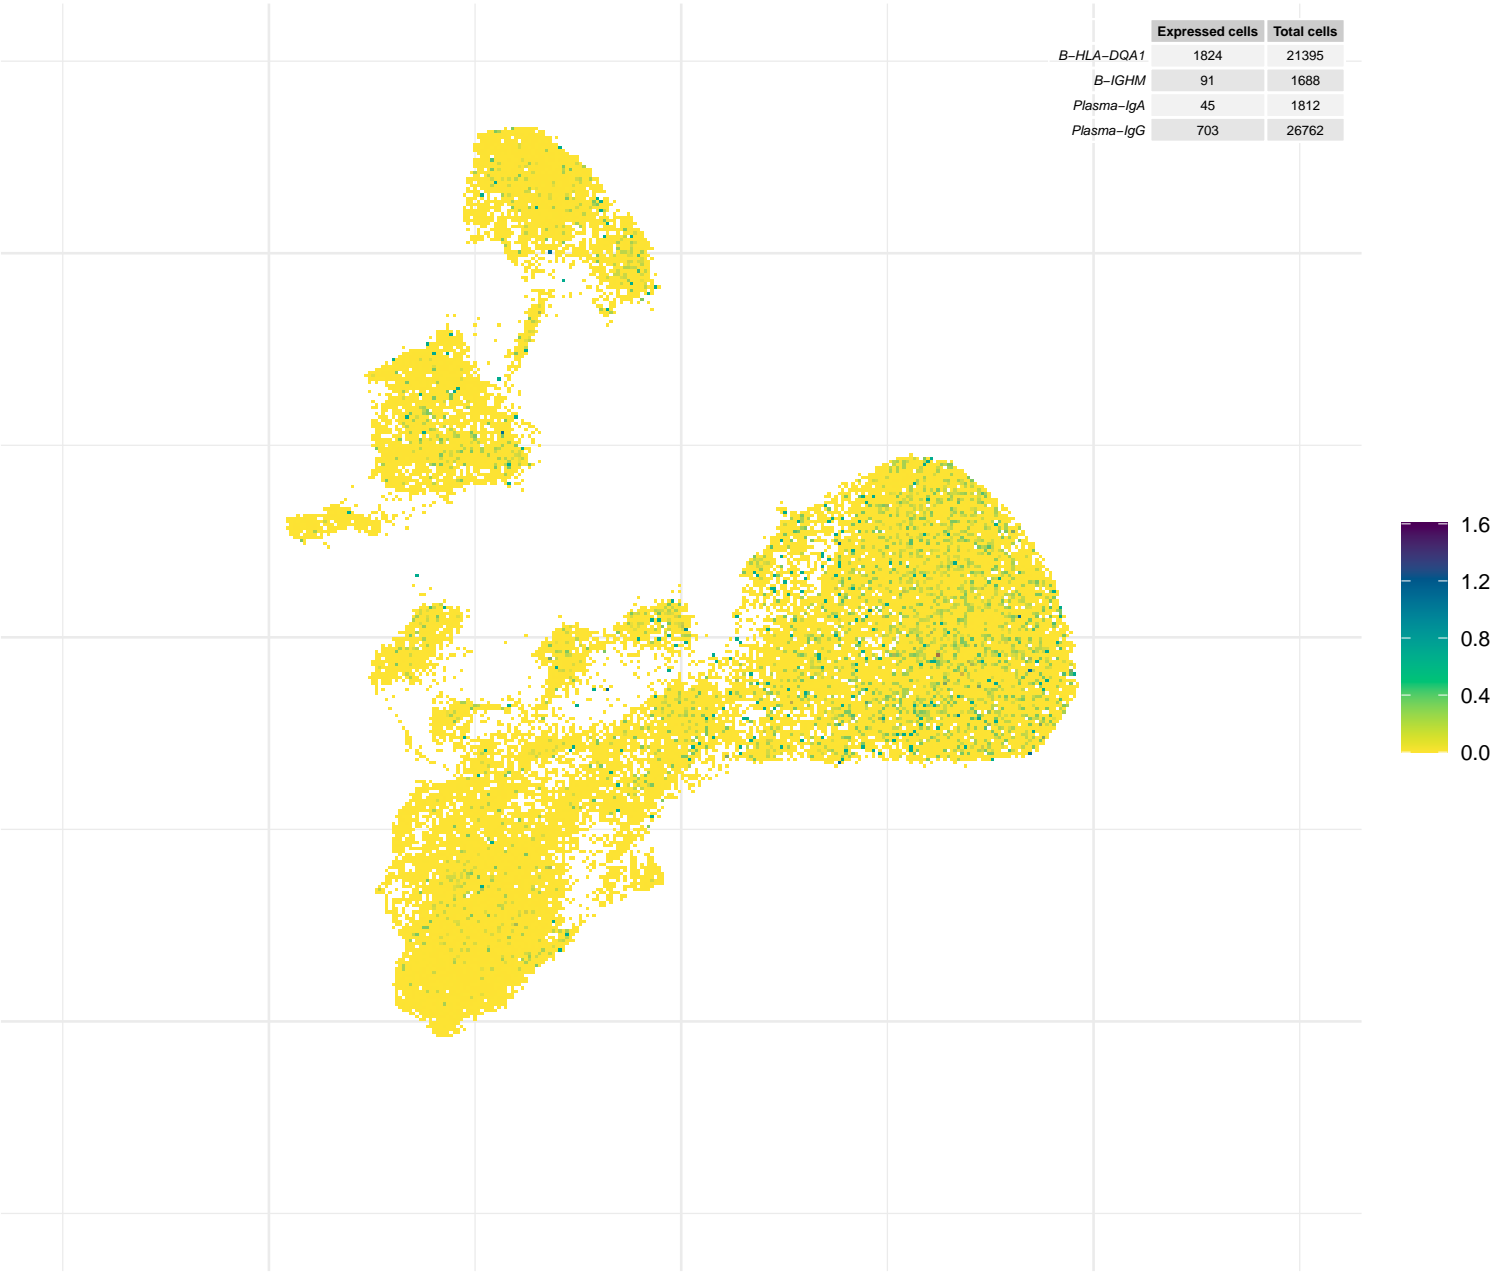 Expressed cells Total cells
B−HLA−DQA1 1824 21395
B−IGHM 91 1688
Plasma−IgA 45 1812
Plasma−IgG 703 26762
1.6
1.2
0.8
0.4
0.0